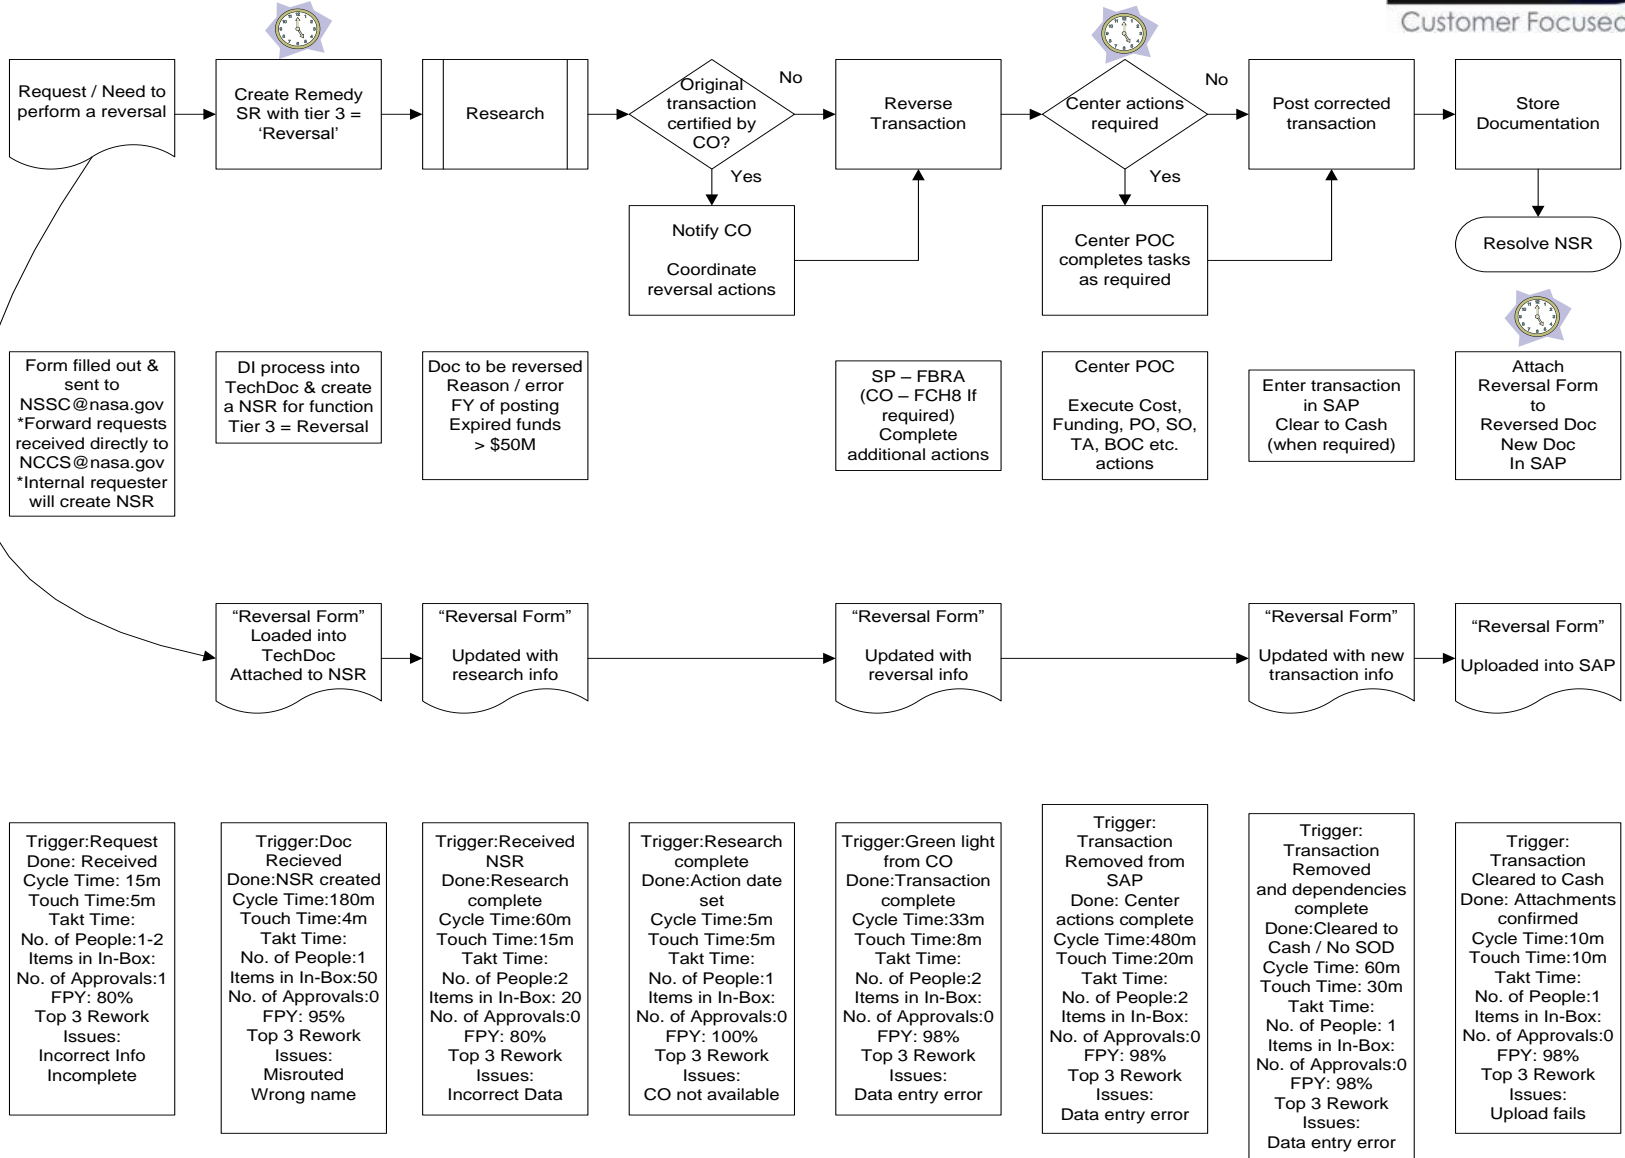 Customer Focused
Request / Need to
perform a reversal
Create Remedy
SR with tier 3 =
‘Reversal’
Research
Original
transaction
certified by
CO?
No
Yes
Reverse
Transaction
Center actions
required
No
Yes
Post corrected
transaction
Store
Documentation
Notify CO
Coordinate
reversal actions
Center POC
completes tasks
as required
Resolve NSR
Form filled out &
sent to
NSSC@nasa.gov
*Forward requests
received directly to
NCCS@nasa.gov
*Internal requester
will create NSR
DI process into
TechDoc & create
a NSR for function
Tier 3 = Reversal
Doc to be reversed
Reason / error
FY of posting
Expired funds
> $50M
SP – FBRA
(CO – FCH8 If
required)
Complete
additional actions
Center POC
Execute Cost,
Funding, PO, SO,
TA, BOC etc.
actions
Enter transaction
in SAP
Clear to Cash
(when required)
Attach
Reversal Form
to
Reversed Doc
New Doc
In SAP
“Reversal Form”
Loaded into
TechDoc
Attached to NSR
“Reversal Form”
Updated with
research info
“Reversal Form”
Updated with
reversal info
“Reversal Form”
Updated with new
transaction info
“Reversal Form”
Uploaded into SAP
Trigger:Request
Done: Received
Cycle Time: 15m
Touch Time:5m
Takt Time:
No. of People:1-2
Items in In-Box:
No. of Approvals:1
FPY: 80%
Top 3 Rework
Issues:
Incorrect Info
Incomplete
Trigger:Doc
Recieved
Done:NSR created
Cycle Time:180m
Touch Time:4m
Takt Time:
No. of People:1
Items in In-Box:50
No. of Approvals:0
FPY: 95%
Top 3 Rework
Issues:
Misrouted
Wrong name
Trigger:Received
NSR
Done:Research
complete
Cycle Time:60m
Touch Time:15m
Takt Time:
No. of People:2
Items in In-Box: 20
No. of Approvals:0
FPY: 80%
Top 3 Rework
Issues:
Incorrect Data
Trigger:Research
complete
Done:Action date
set
Cycle Time:5m
Touch Time:5m
Takt Time:
No. of People:1
Items in In-Box:
No. of Approvals:0
FPY: 100%
Top 3 Rework
Issues:
CO not available
Trigger:Green light
from CO
Done:Transaction
complete
Cycle Time:33m
Touch Time:8m
Takt Time:
No. of People:2
Items in In-Box:
No. of Approvals:0
FPY: 98%
Top 3 Rework
Issues:
Data entry error
Trigger:
Transaction
Removed from
SAP
Done: Center
actions complete
Cycle Time:480m
Touch Time:20m
Takt Time:
No. of People:2
Items in In-Box:
No. of Approvals:0
FPY: 98%
Top 3 Rework
Issues:
Data entry error
Trigger:
Transaction
Removed
and dependencies
complete
Done:Cleared to
Cash / No SOD
Cycle Time: 60m
Touch Time: 30m
Takt Time:
No. of People: 1
Items in In-Box:
No. of Approvals:0
FPY: 98%
Top 3 Rework
Issues:
Data entry error
Trigger:
Transaction
Cleared to Cash
Done: Attachments
confirmed
Cycle Time:10m
Touch Time:10m
Takt Time:
No. of People:1
Items in In-Box:
No. of Approvals:0
FPY: 98%
Top 3 Rework
Issues:
Upload fails